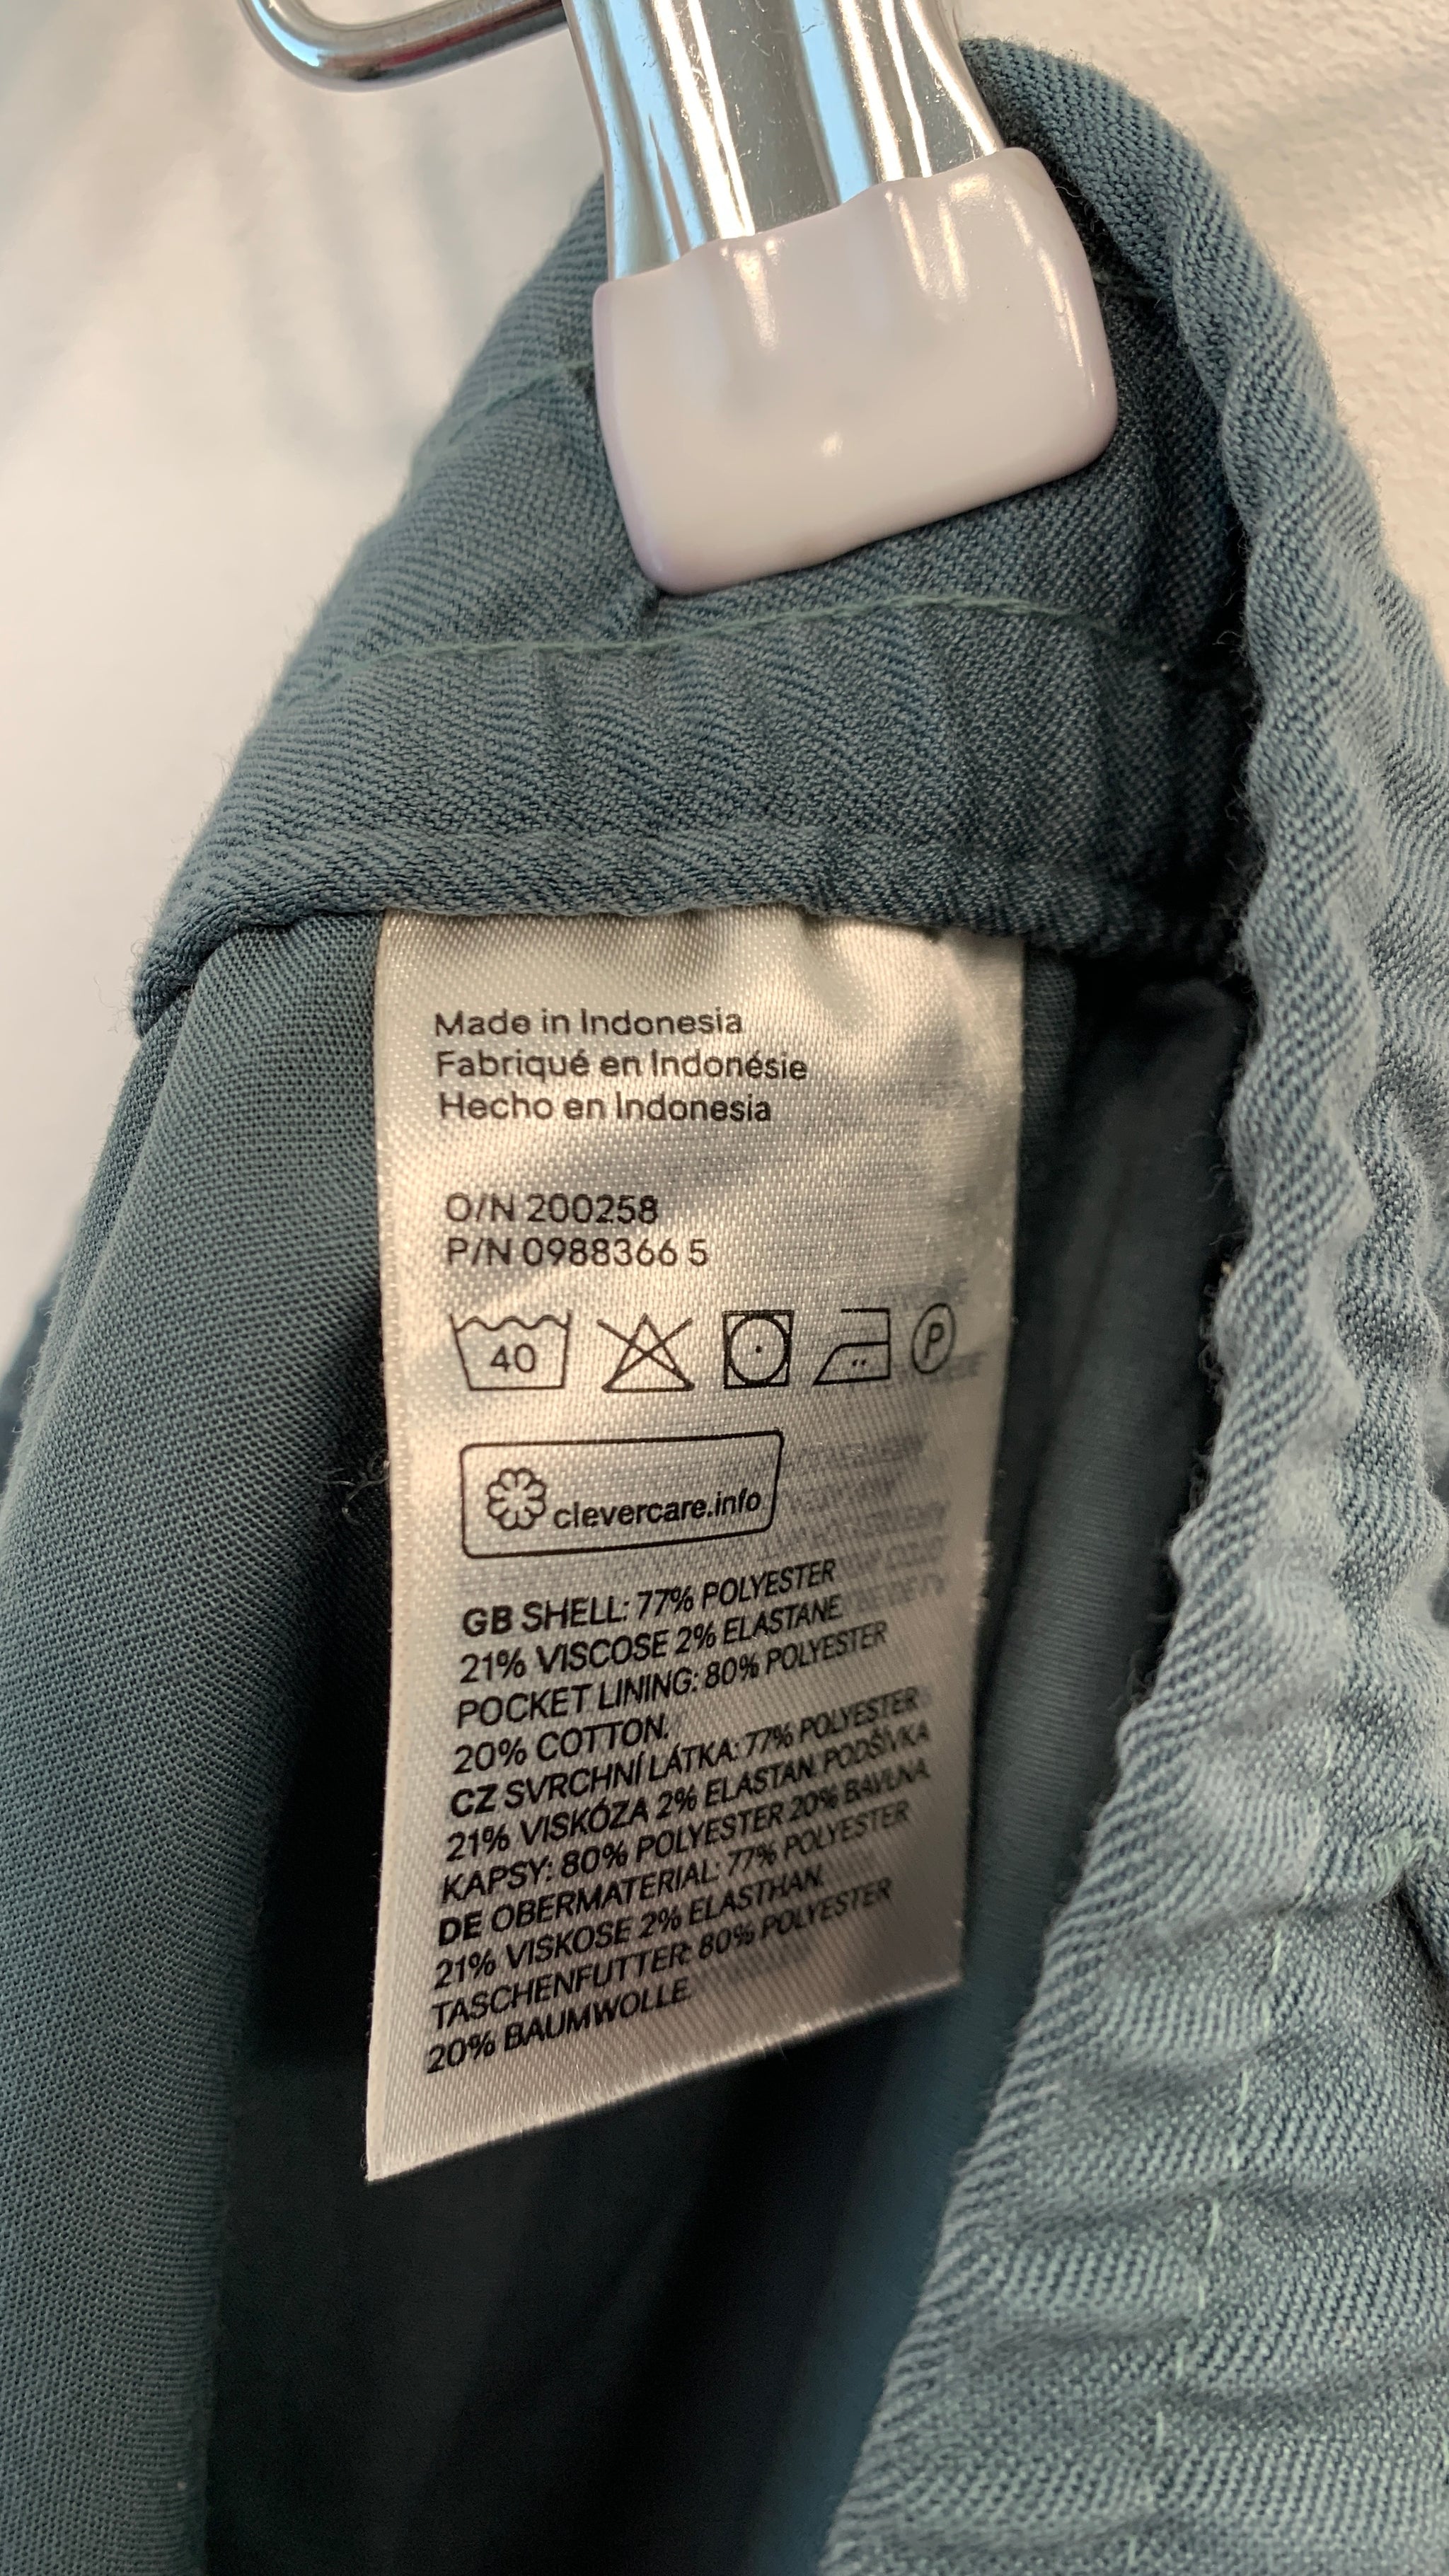 Made in Indonesia
Fabriqué en Indonésie
Hecho en Indonesia
O/N 200258
P/N 0988366 5
40
P
clevercare.info
GB SHELL: 77% POLYESTER
21% VISCOSE 2% ELASTANE
POCKET LINING: 80% POLYESTER
20% COTTON.
CZ SVRCHNÍ LÁTKA: 77% POLYESTER
21% VISKÓZA 2% ELASTAN. PODŠÍVKA
KAPSY: 80% POLYESTER 20% BAVLNA.
DE OBERMATERIAL: 77% POLYESTER
21% VISKOSE 2% ELASTHAN.
TASCHENFUTTER: 80% POLYESTER
20% BAUMWOLLE.